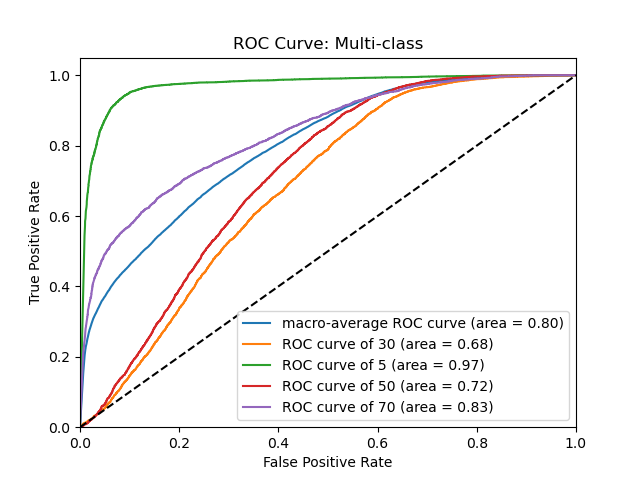 ROC Curve: Multi-class
True Positive Rate
1.0
0.8
0.6
0.4
0.2
0.0
macro-average ROC curve (area = 0.80)
ROC curve of 30 (area = 0.68)
ROC curve of 5 (area = 0.97)
ROC curve of 50 (area = 0.72)
ROC curve of 70 (area = 0.83)
0.0 0.2 0.4 0.6 0.8 1.0
False Positive Rate